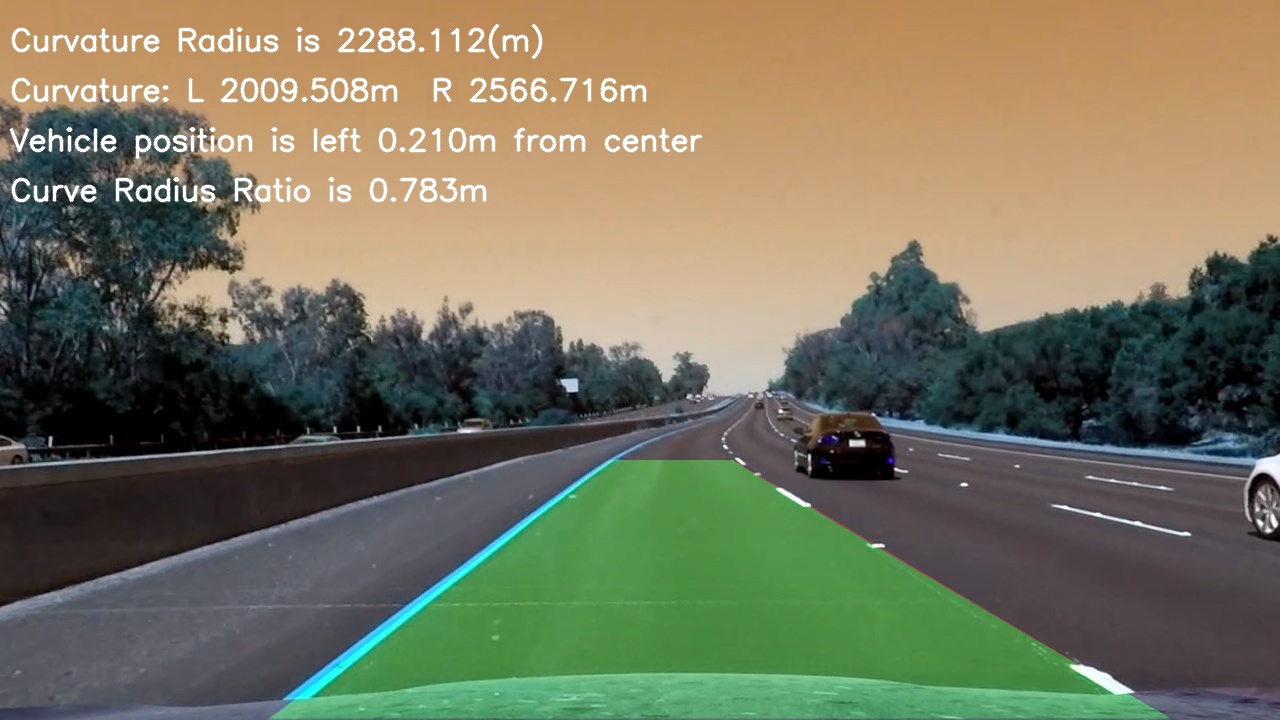 Curvature Radius is 2288.112(m)
Curvature: L 2009.508m R 2566.716m
Vehicle position is left 0.210m from center
Curve Radius Ratio is 0.783m